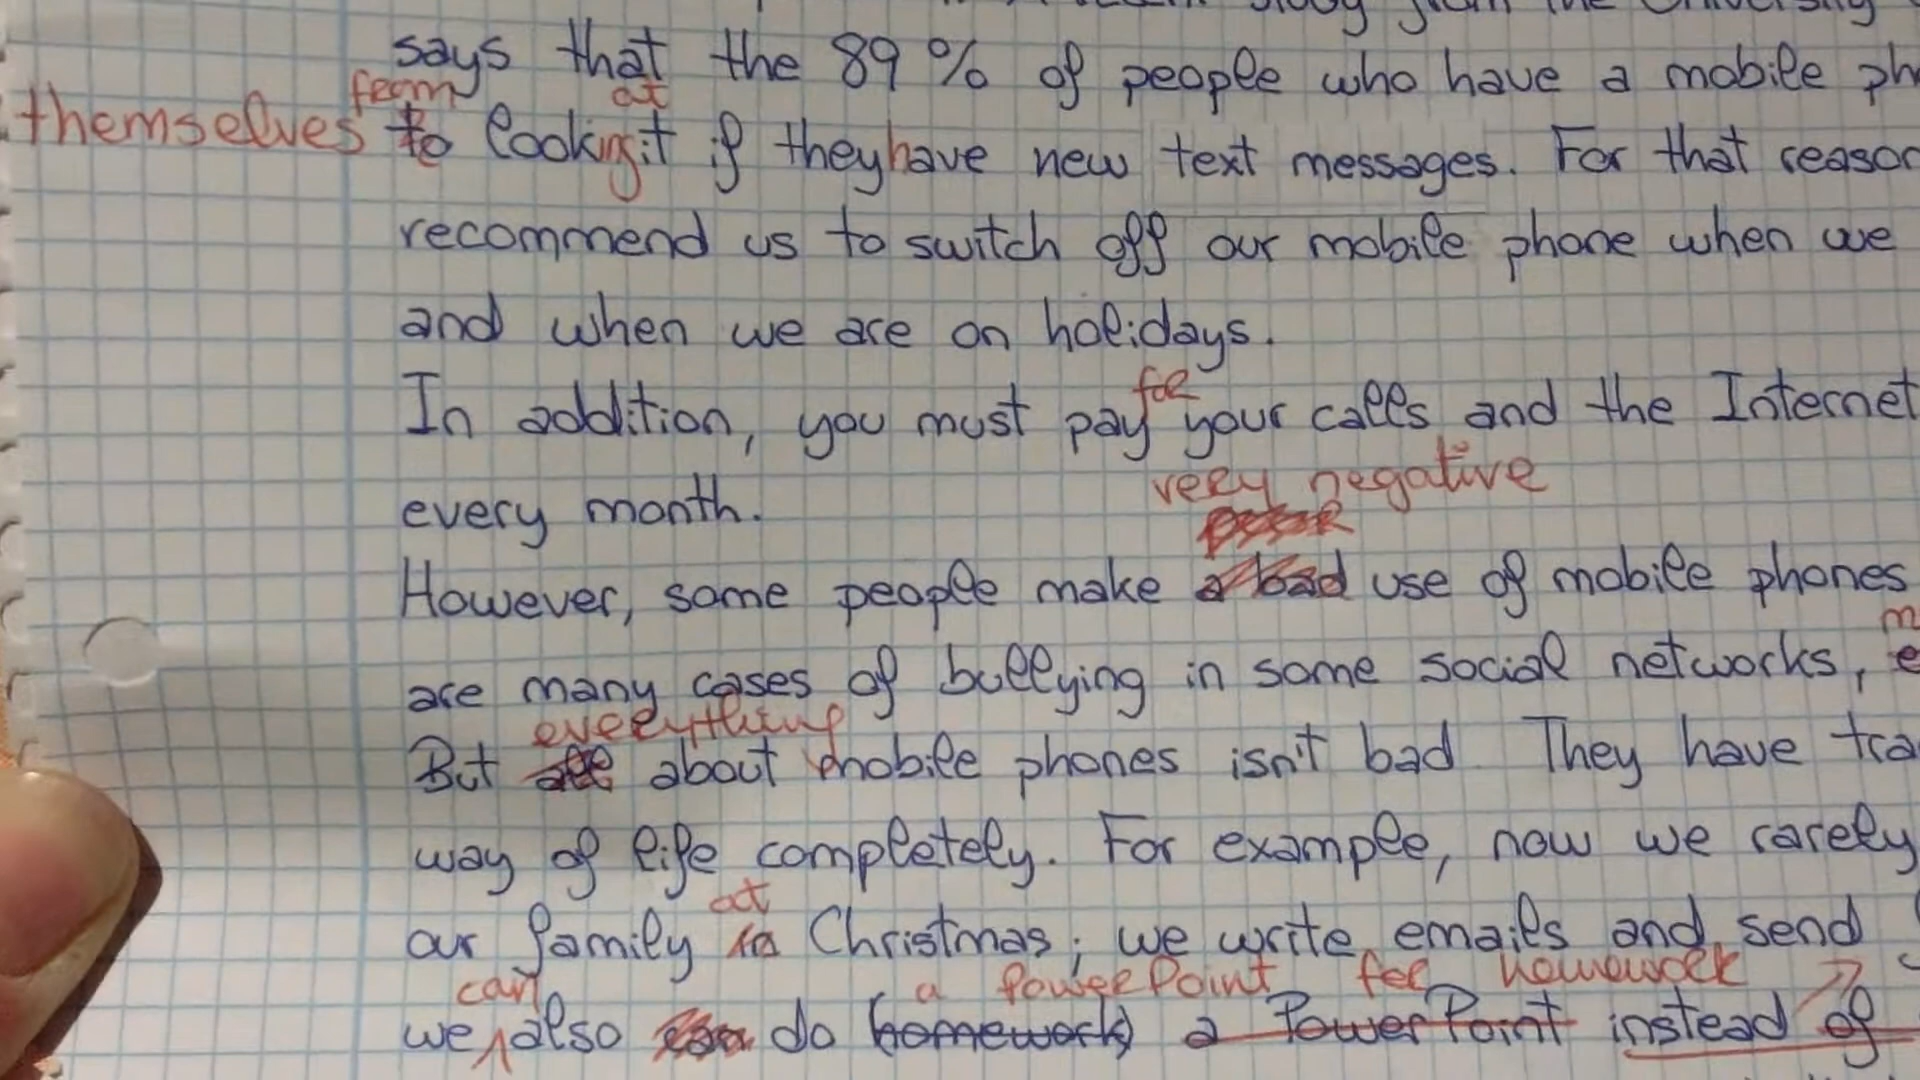 study from the University
says that the 89% of people who have a mobile
from at
themselves to looking it if they have new text messages. For that reason
recommend us to switch off our mobile phone when we
and when we are on holidays.
for
In addition, you must pay your calls and the Internet
every month.
very negative
However, some people make a bad use of mobile phones
are many cases of bullying in some social networks,
everything
But all about mobile phones isn't bad They have
way of life completely. For example, now we rarely
at
our family in Christmas; we write emails and send
can a PowerPoint for homework
we also can do (homework) a PowerPoint instead of